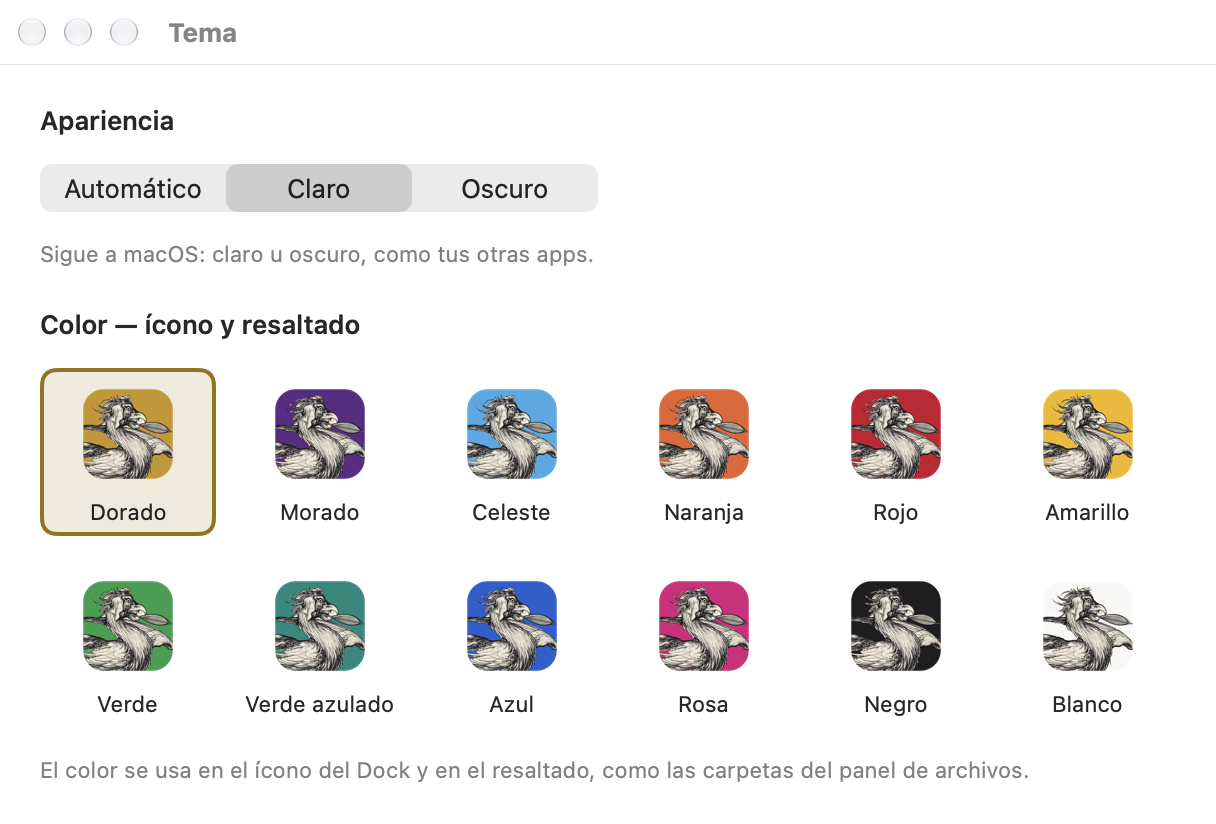 Tema
Apariencia
Automático Claro Oscuro
Sigue a macOS: claro u oscuro, como tus otras apps.
Color — ícono y resaltado
Dorado Morado Celeste Naranja Rojo Amarillo
Verde Verde azulado Azul Rosa Negro Blanco
El color se usa en el ícono del Dock y en el resaltado, como las carpetas del panel de archivos.